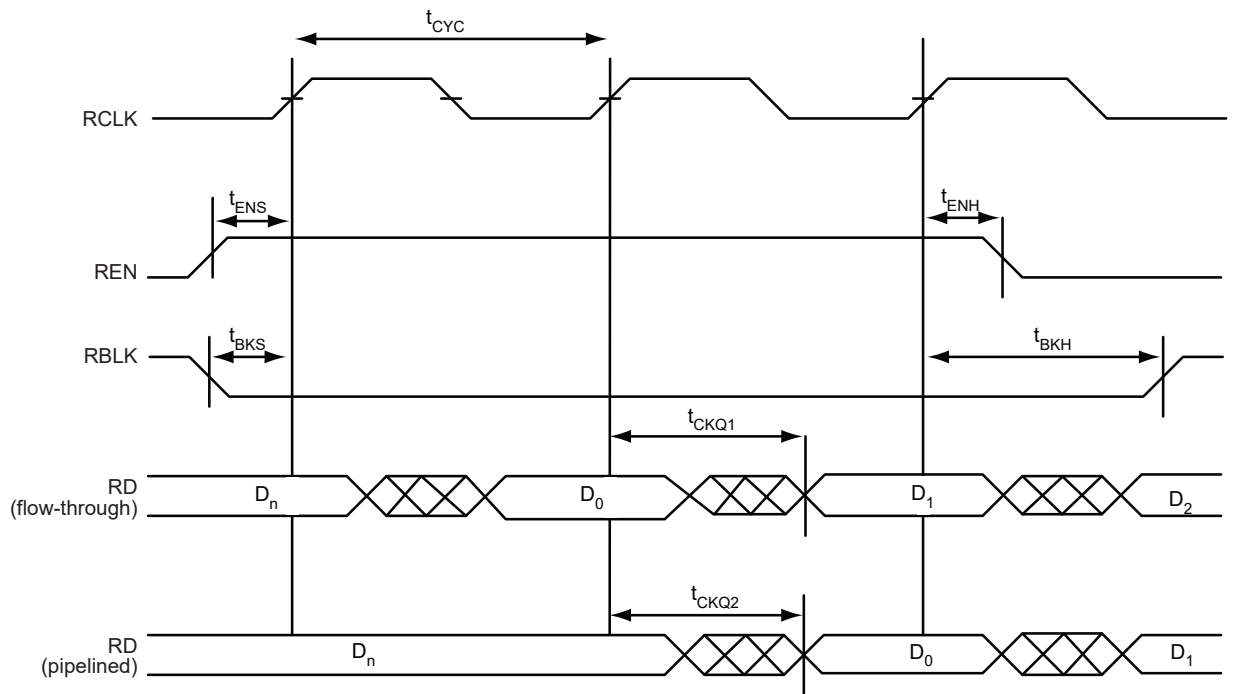 tCYC
RCLK
tENS
tENH
REN
tBKS
tBKH
RBLK
tCKQ1
RD
(flow-through)
Dn
D0
D1
D2
tCKQ2
RD
(pipelined)
Dn
D0
D1